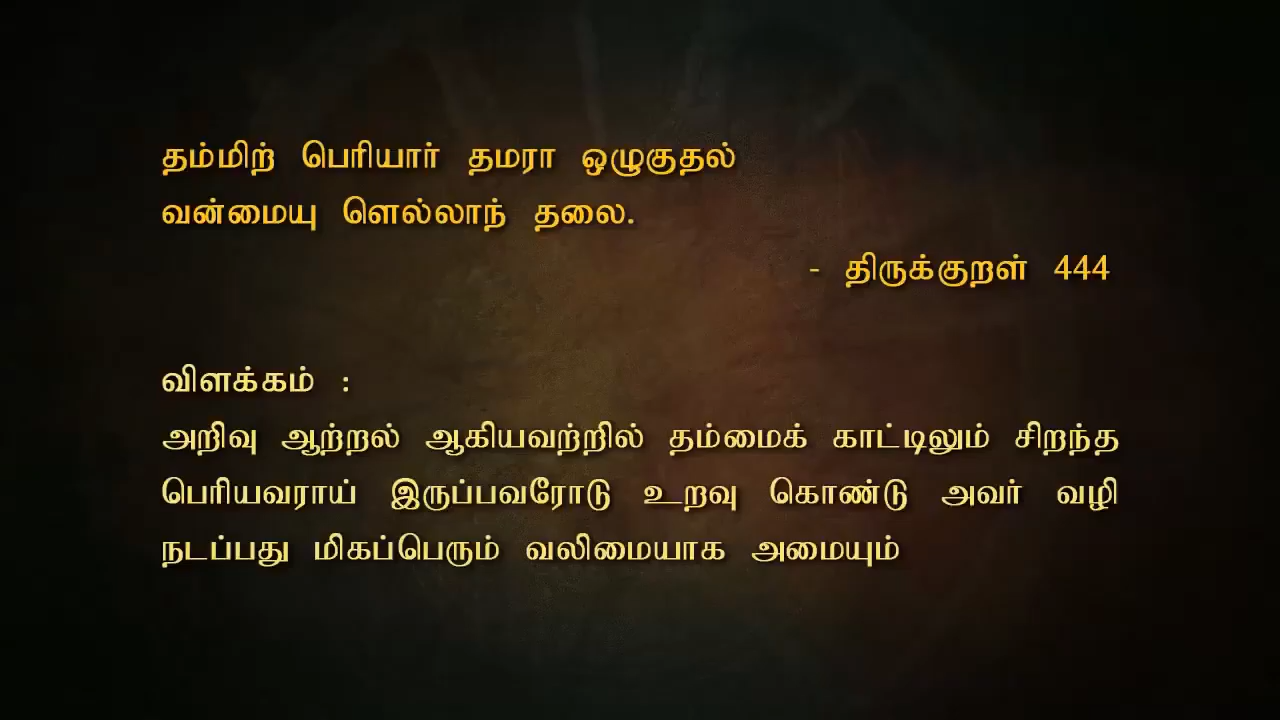 தம்மிற் பெரியார் தமரா ஒழுகுதல்
வன்மையு ளெல்லாந் தலை.
- திருக்குறள் 444
விளக்கம் :
அறிவு ஆற்றல் ஆகியவற்றில் தம்மைக் காட்டிலும் சிறந்த
பெரியவராய் இருப்பவரோடு உறவு கொண்டு அவர் வழி
நடப்பது மிகப்பெரும் வலிமையாக அமையும்